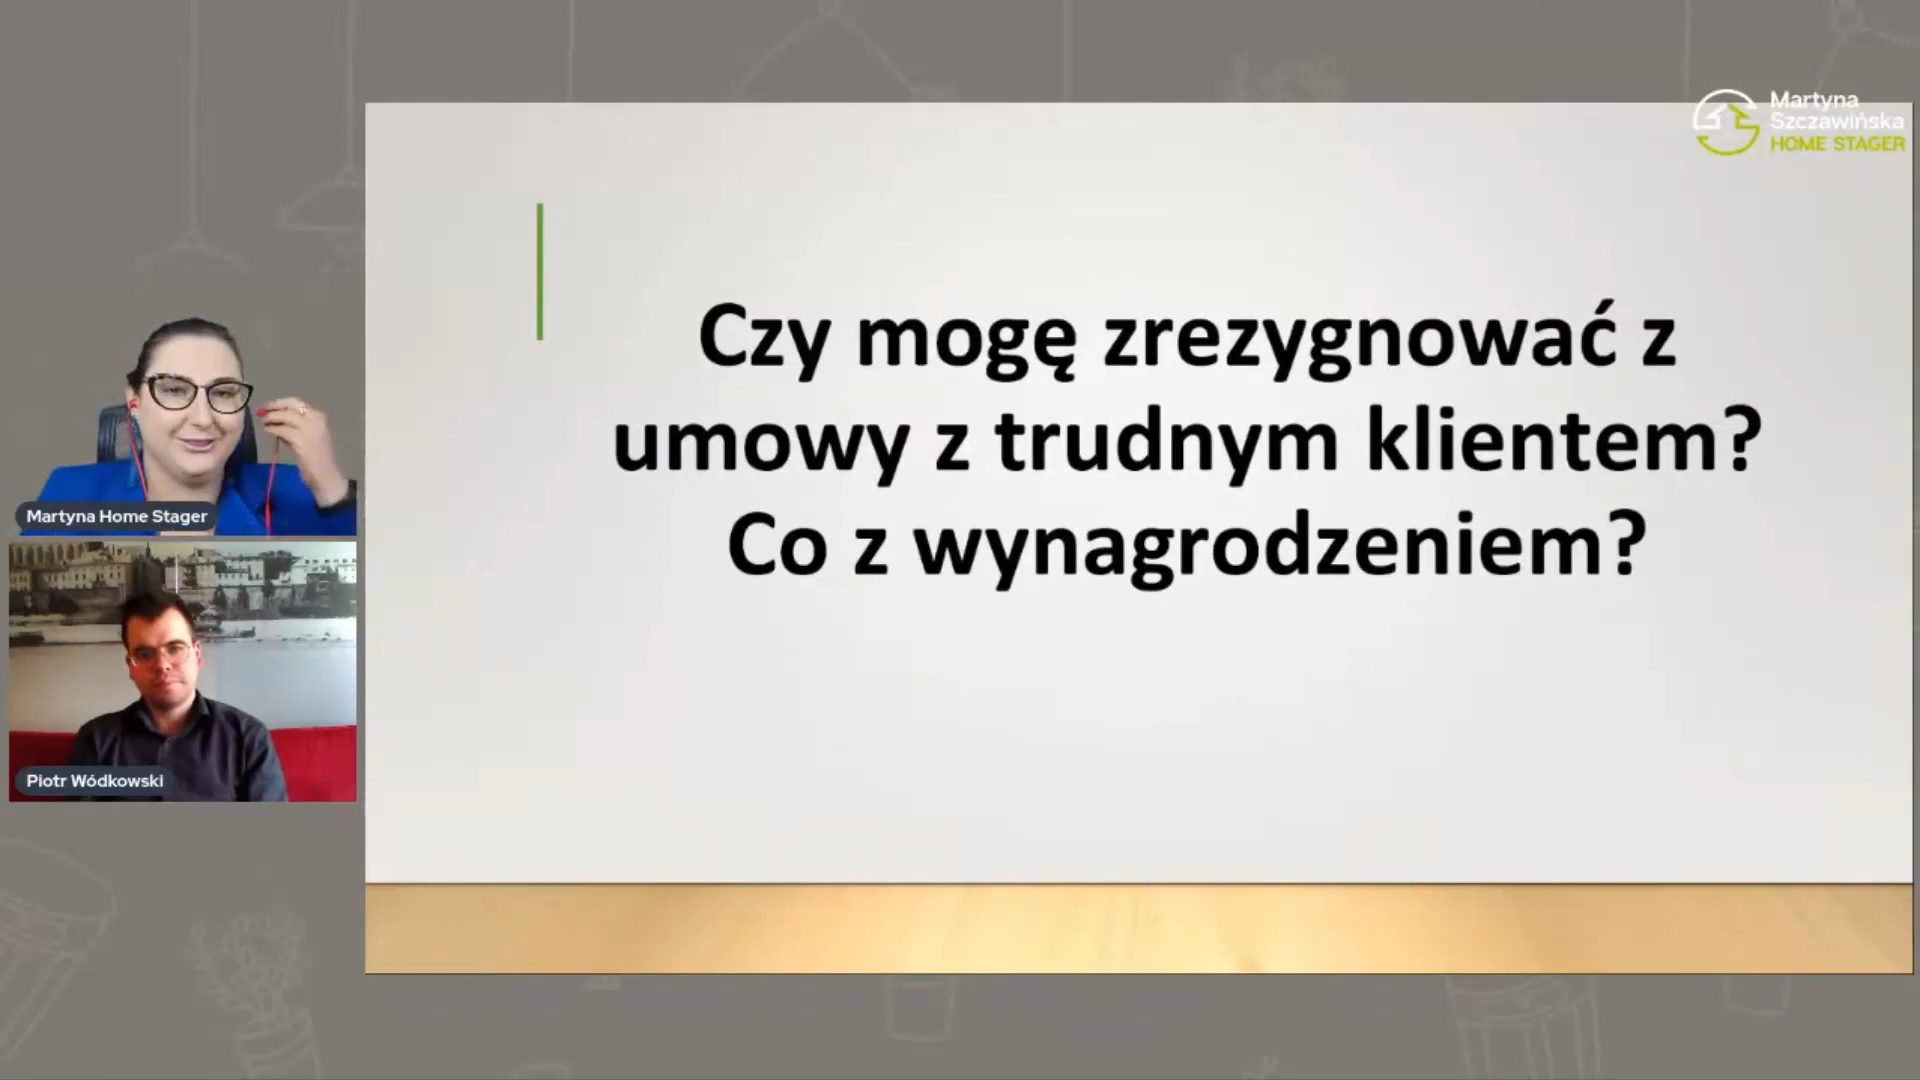 Martyna
Szczawińska
HOME STAGER
Czy mogę zrezygnować z
umowy z trudnym klientem?
Co z wynagrodzeniem?
Martyna Home Stager
Piotr Wódkowski